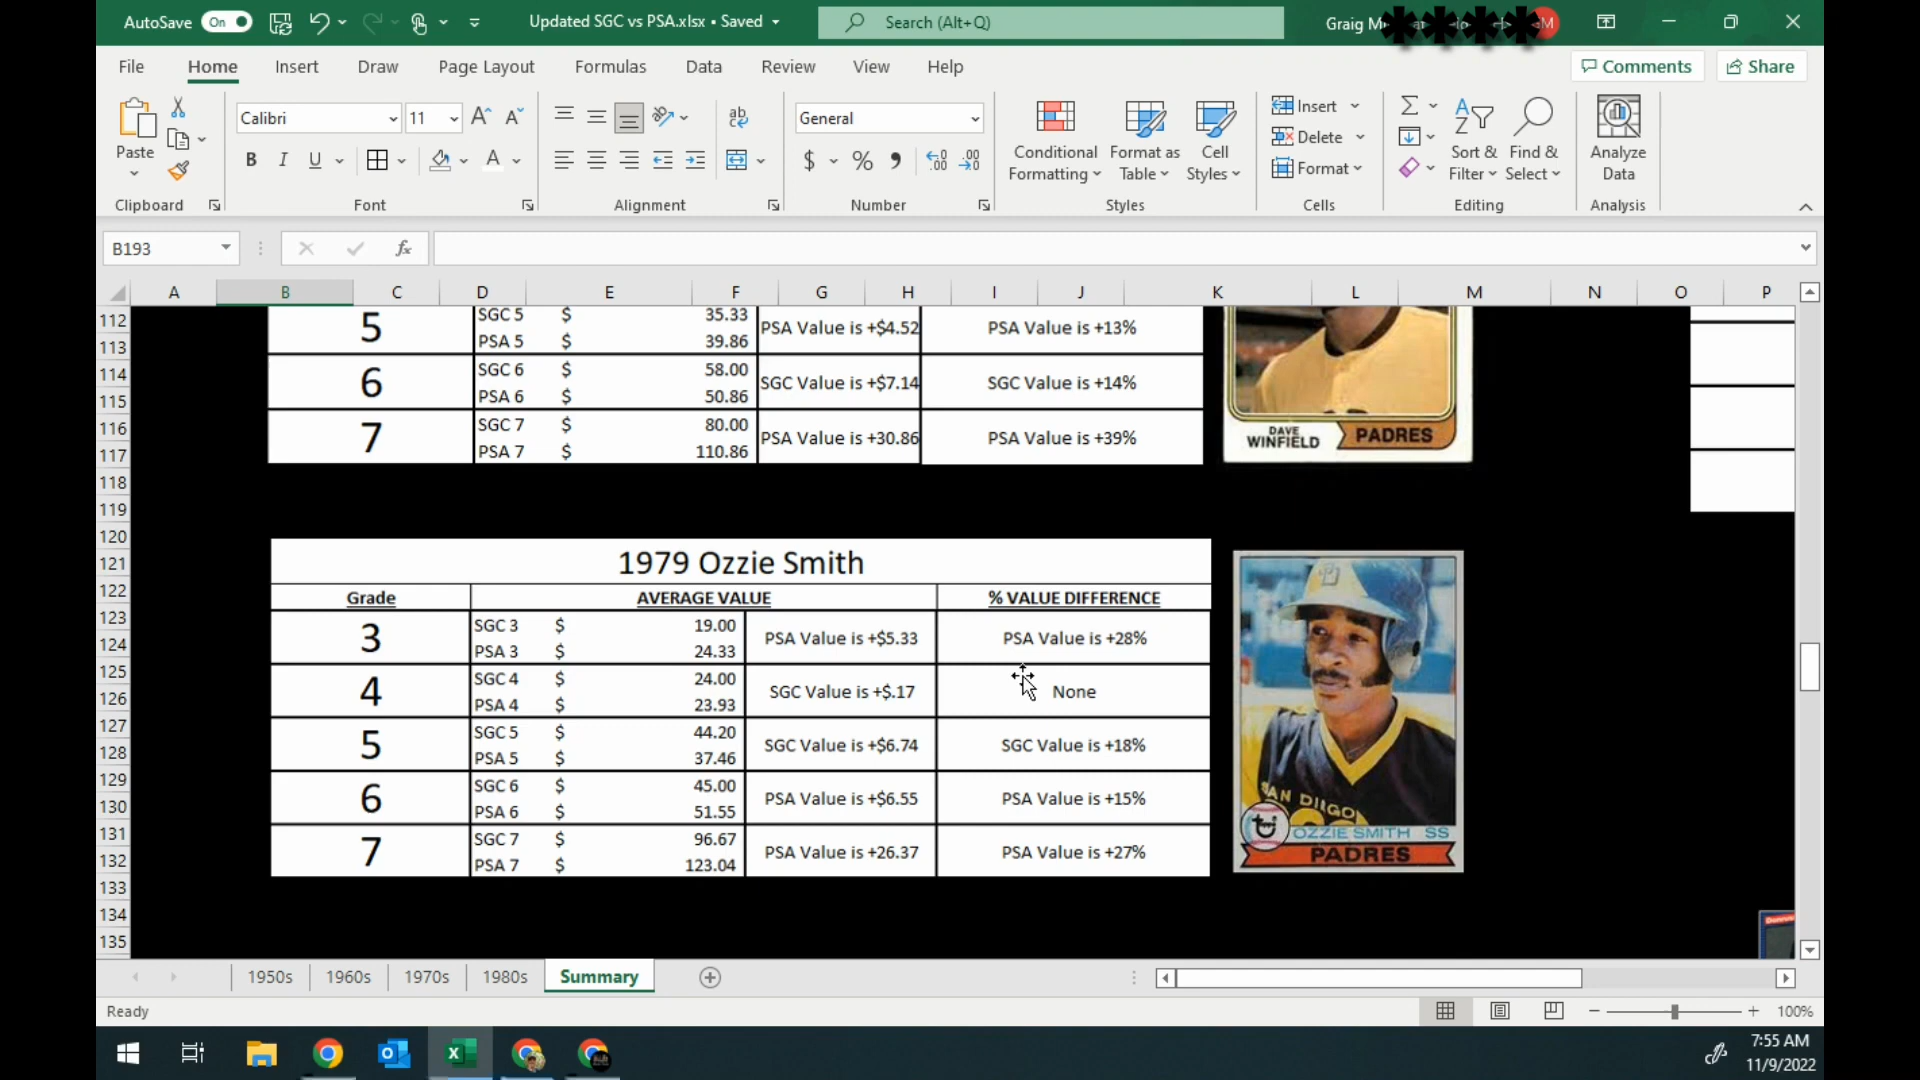 AutoSave On Updated SGC vs PSA.xlsx • Saved Search (Alt+Q) Graig
File Home Insert Draw Page Layout Formulas Data Review View Help Comments Share
Calibri 11 General Insert
Paste Conditional Formatting Format as Table Cell Styles Delete Sort & Filter Find & Select Analyze Data
Format
Clipboard Font Alignment Number Styles Cells Editing Analysis
B193 fx
A B C D E F G H I J K L M N O P
112 5 SGC 5 $ 35.33 PSA Value is +$4.52 PSA Value is +13%
113 PSA 5 $ 39.86
114 6 SGC 6 $ 58.00 SGC Value is +$7.14 SGC Value is +14%
115 PSA 6 $ 50.86
116 7 SGC 7 $ 80.00 PSA Value is +30.86 PSA Value is +39%
117 PSA 7 $ 110.86
DAVE WINFIELD PADRES
118
119
120
121 1979 Ozzie Smith
122 Grade AVERAGE VALUE % VALUE DIFFERENCE
123 3 SGC 3 $ 19.00 PSA Value is +$5.33 PSA Value is +28%
124 PSA 3 $ 24.33
125 4 SGC 4 $ 24.00 SGC Value is +$.17 None
126 PSA 4 $ 23.93
127 5 SGC 5 $ 44.20 SGC Value is +$6.74 SGC Value is +18%
128 PSA 5 $ 37.46
129 6 SGC 6 $ 45.00 PSA Value is +$6.55 PSA Value is +15%
130 PSA 6 $ 51.55
131 7 SGC 7 $ 96.67 PSA Value is +26.37 PSA Value is +27%
132 PSA 7 $ 123.04
SAN DIEGO
OZZIE SMITH SS
PADRES
133
134
135
1950s 1960s 1970s 1980s Summary
Ready 100%
7:55 AM
11/9/2022